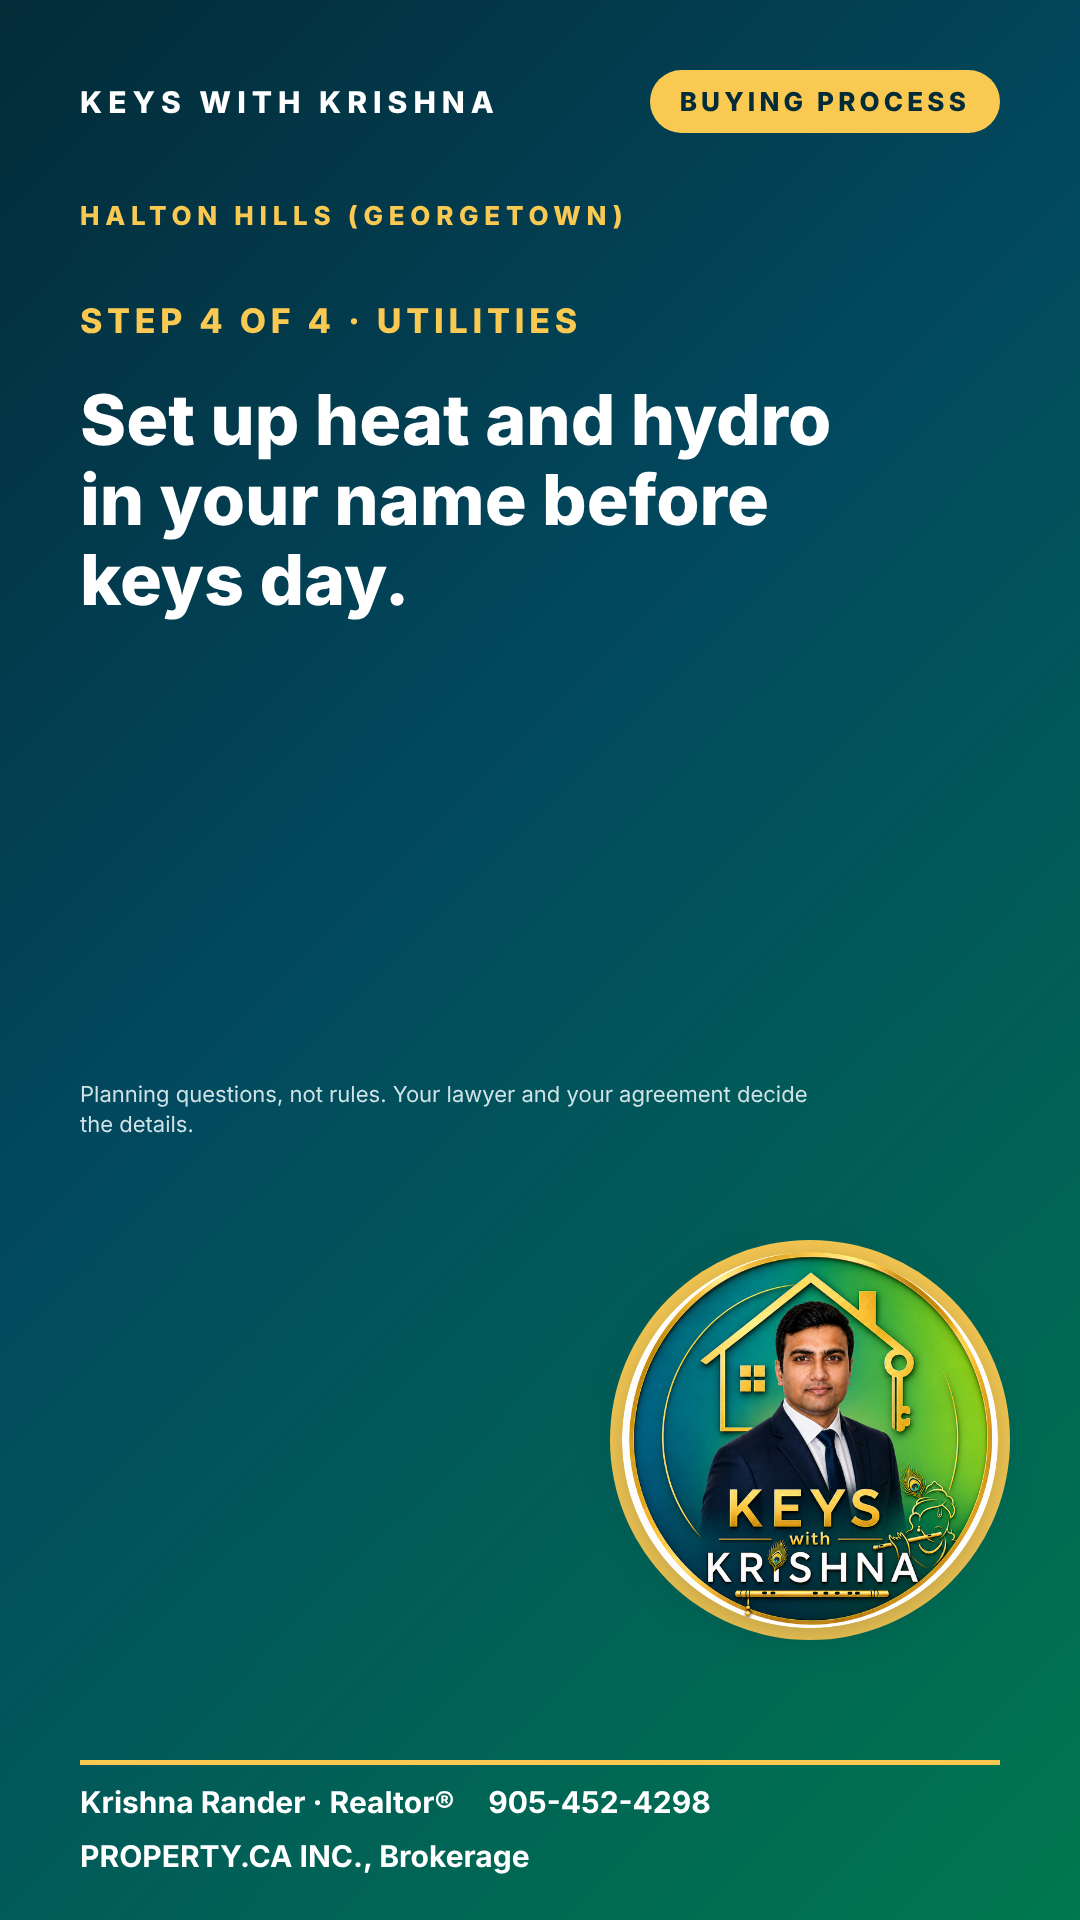 KEYS WITH KRISHNA
BUYING PROCESS
HALTON HILLS (GEORGETOWN)
STEP 4 OF 4 · UTILITIES
Set up heat and hydro
in your name before
keys day.
Planning questions, not rules. Your lawyer and your agreement decide
the details.
KEYS
with
KRISHNA
Krishna Rander · Realtor® 905-452-4298
PROPERTY.CA INC., Brokerage